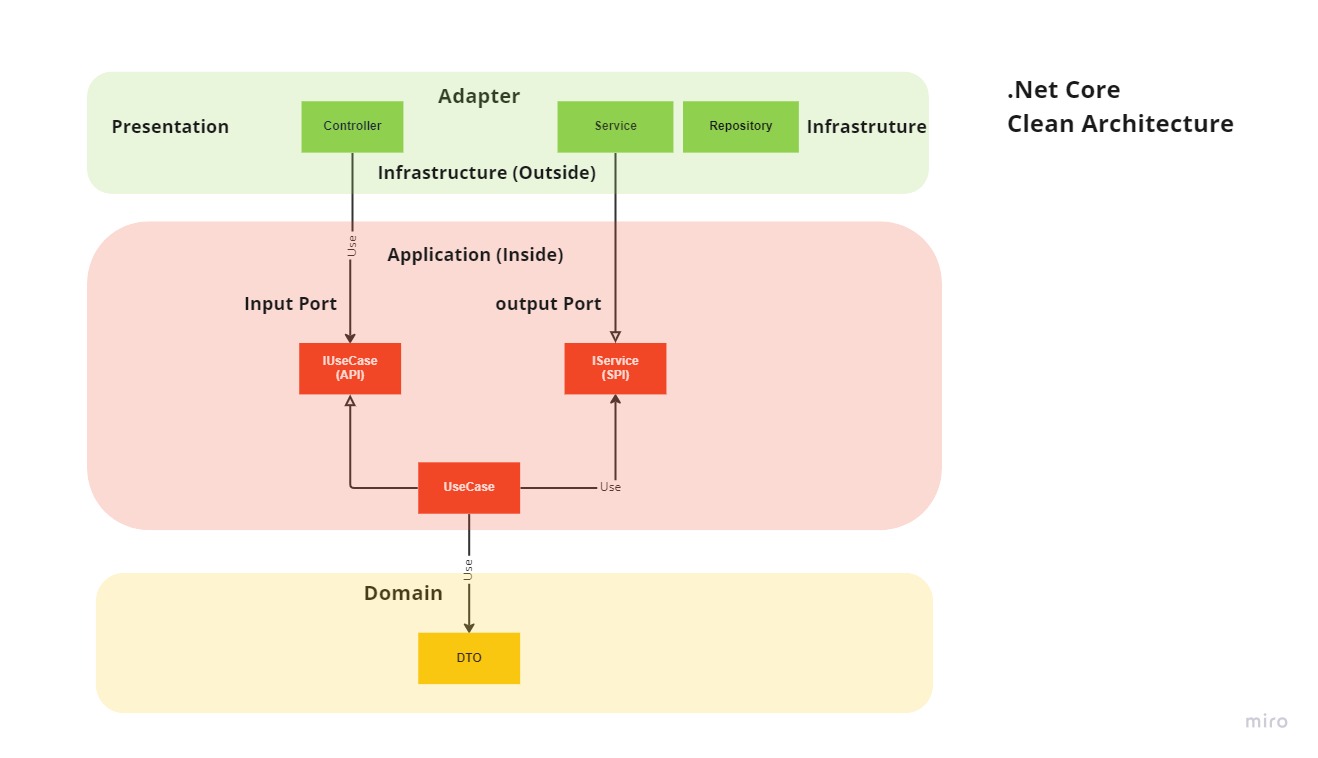 .Net Core
Clean Architecture
Adapter
Presentation
Controller
Service
Repository
Infrastruture
Infrastructure (Outside)
Use
Application (Inside)
Input Port
output Port
IUseCase
(API)
IService
(SPI)
UseCase
Use
Use
Domain
DTO
miro